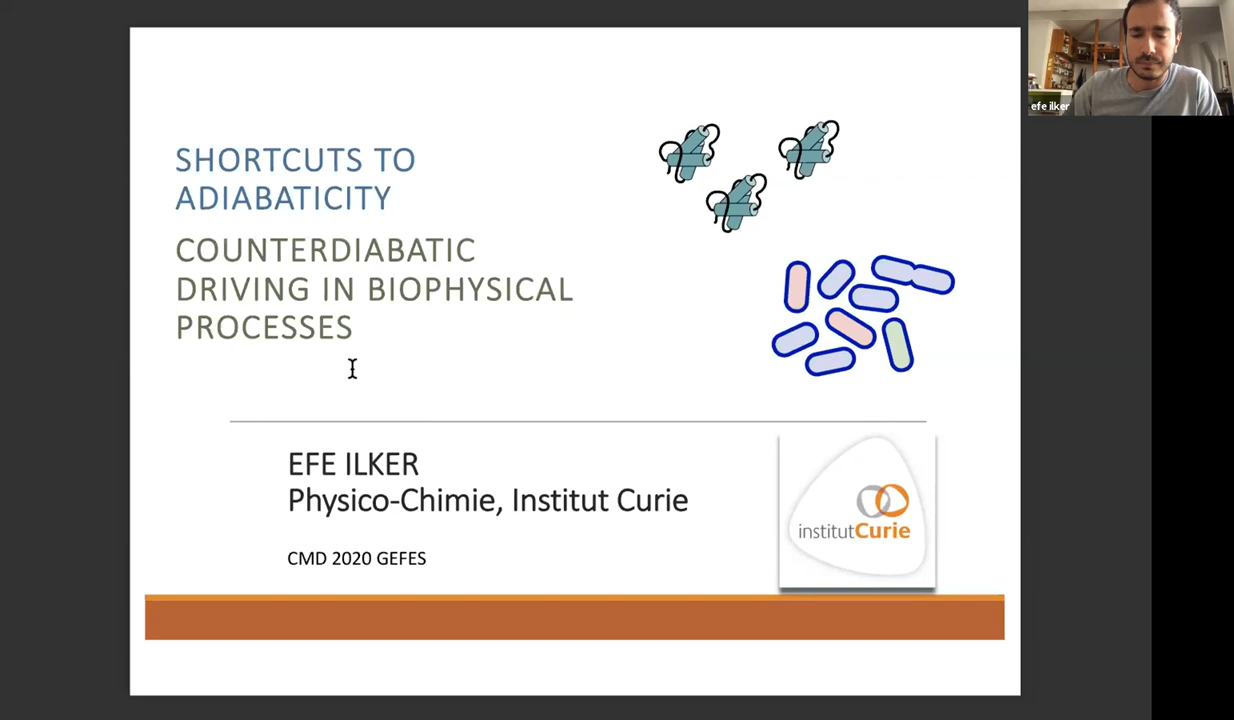 SHORTCUTS TO
ADIABATICITY
COUNTERDIABATIC
DRIVING IN BIOPHYSICAL
PROCESSES
EFE ILKER
Physico-Chimie, Institut Curie
CMD 2020 GEFES
institutCurie
efe ilker